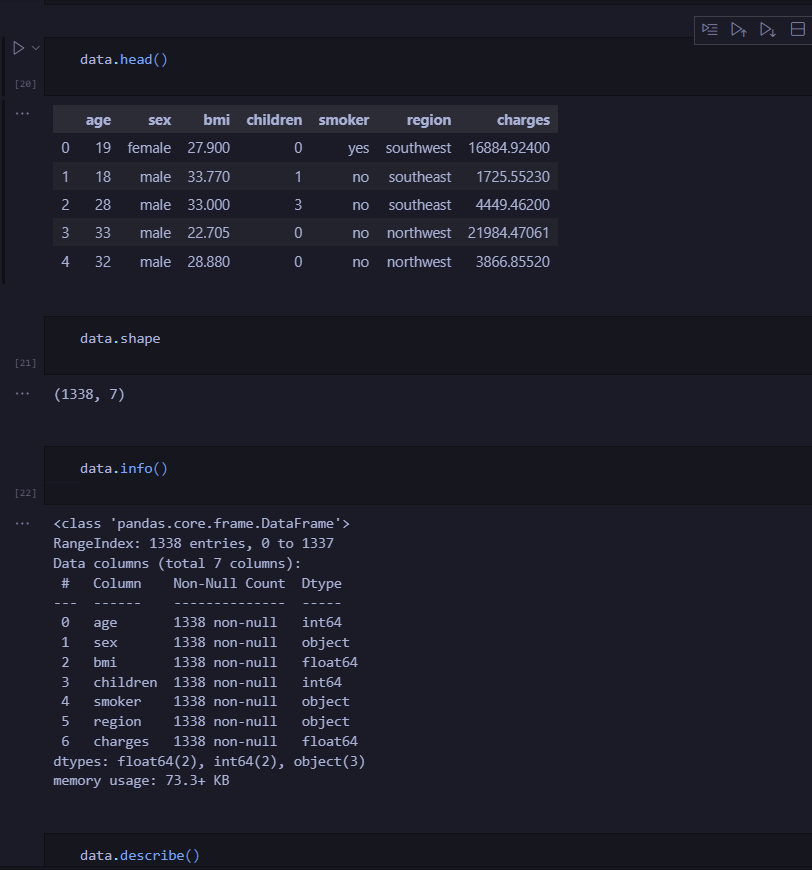 data.head()
[20]
...
age sex bmi children smoker region charges
0 19 female 27.900 0 yes southwest 16884.92400
1 18 male 33.770 1 no southeast 1725.55230
2 28 male 33.000 3 no southeast 4449.46200
3 33 male 22.705 0 no northwest 21984.47061
4 32 male 28.880 0 no northwest 3866.85520
data.shape
[21]
...
(1338, 7)
data.info()
[22]
...
<class 'pandas.core.frame.DataFrame'>
RangeIndex: 1338 entries, 0 to 1337
Data columns (total 7 columns):
 #   Column    Non-Null Count  Dtype
---  ------    --------------  -----
 0   age       1338 non-null   int64
 1   sex       1338 non-null   object
 2   bmi       1338 non-null   float64
 3   children  1338 non-null   int64
 4   smoker    1338 non-null   object
 5   region    1338 non-null   object
 6   charges   1338 non-null   float64
dtypes: float64(2), int64(2), object(3)
memory usage: 73.3+ KB
data.describe()